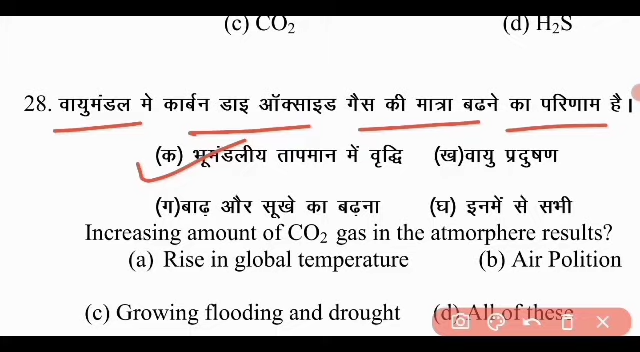 (c) CO₂ (d) H₂S
28. वायुमंडल मे कार्बन डाइ ऑक्साइड गैस की मात्रा बढने का परिणाम है।
(क) भूमंडलीय तापमान में वृद्धि (ख)वायु प्रदुषण
(ग)बाढ़ और सूखे का बढ़ना (घ) इनमें से सभी
Increasing amount of CO₂ gas in the atmorphere results?
(a) Rise in global temperature (b) Air Polition
(c) Growing flooding and drought (d) All of these